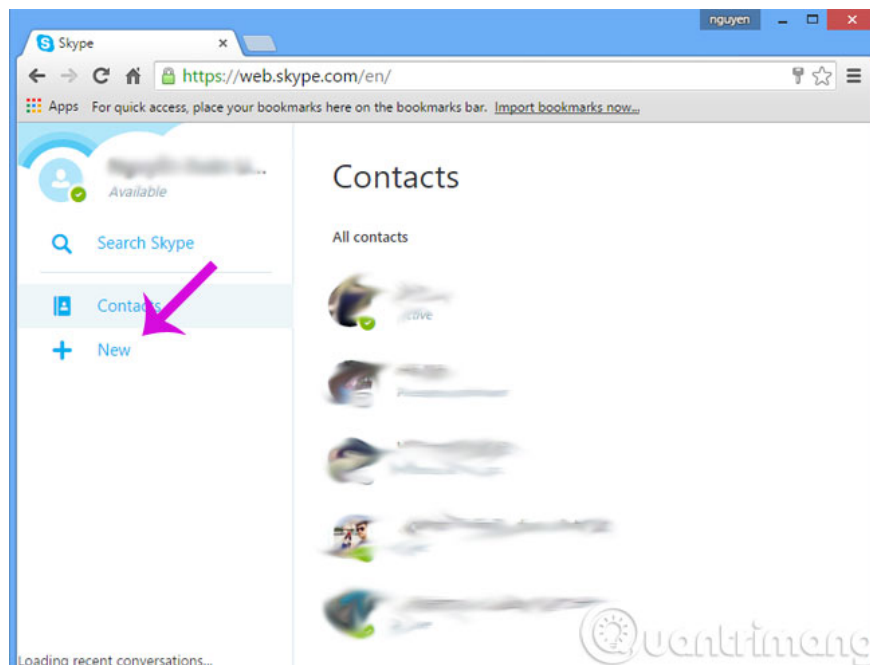 nguyen
Skype
https://web.skype.com/en/
Apps For quick access, place your bookmarks here on the bookmarks bar. Import bookmarks now...
Available
Contacts
Search Skype
All contacts
Contacts
New
Loading recent conversations...
Quantrimang